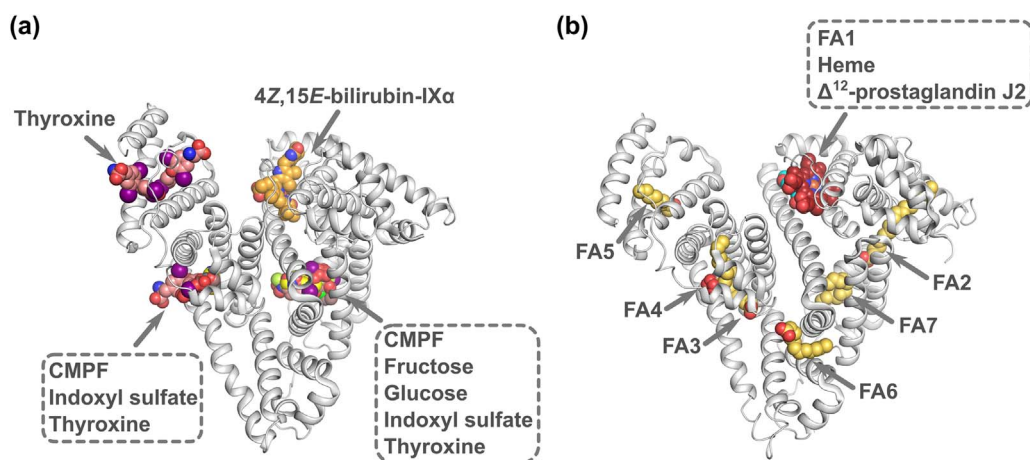 (a)
Thyroxine
4Z,15E-bilirubin-IXα
CMPF
Indoxyl sulfate
Thyroxine
CMPF
Fructose
Glucose
Indoxyl sulfate
Thyroxine
(b)
FA1
Heme
Δ¹²-prostaglandin J2
FA5
FA4
FA3
FA2
FA7
FA6